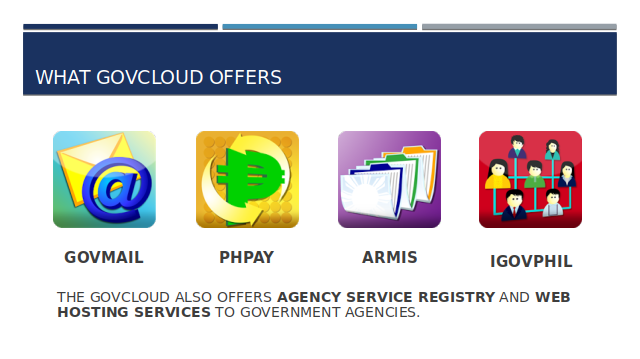 WHAT GOVCLOUD OFFERS
GOVMAIL
PHPAY
ARMIS
IGOVPHIL
THE GOVCLOUD ALSO OFFERS AGENCY SERVICE REGISTRY AND WEB
HOSTING SERVICES TO GOVERNMENT AGENCIES.